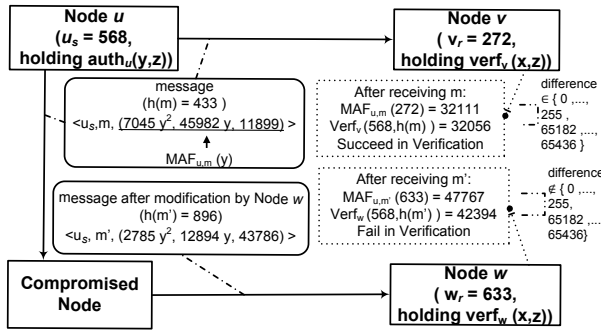 Node u
( uₛ = 568,
holding authᵤ(y,z))
Node v
( vᵣ = 272,
holding verfᵥ(x,z))
message
(h(m) = 433 )
<uₛ,m, (7045 y², 45982 y, 11899) >
MAFᵤ,ₘ (y)
After receiving m:
MAFᵤ,ₘ(272) = 32111
Verfᵥ(568,h(m) ) = 32056
Succeed in Verification
difference
∈ { 0 ,...,
255 ,
65182 ,...,
65436 }
message after modification by Node w
(h(m') = 896)
<uₛ, m', (2785 y², 12894 y, 43786) >
After receiving m':
MAFᵤ,ₘ'(633) = 47767
Verf_w(568,h(m') ) = 42394
Fail in Verification
difference
∉ { 0 ,...,
255,
65182 ,...,
65436}
Compromised
Node
Node w
( wᵣ = 633,
holding verf_w (x,z))